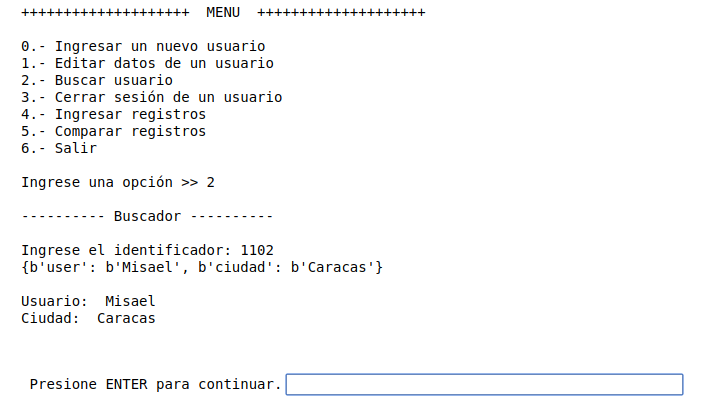 ++++++++++++++++++++  MENU  ++++++++++++++++++++
0.- Ingresar un nuevo usuario
1.- Editar datos de un usuario
2.- Buscar usuario
3.- Cerrar sesión de un usuario
4.- Ingresar registros
5.- Comparar registros
6.- Salir
Ingrese una opción >> 2
---------- Buscador ----------
Ingrese el identificador: 1102
{b'user': b'Misael', b'ciudad': b'Caracas'}
Usuario:  Misael
Ciudad:  Caracas
Presione ENTER para continuar.